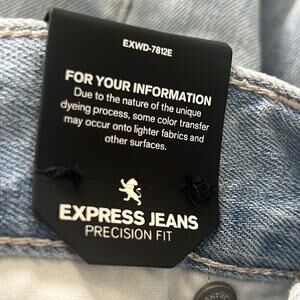 EXWD-7812E
FOR YOUR INFORMATION
Due to the nature of the unique
dyeing process, some color transfer
may occur onto lighter fabrics and
other surfaces.
EXPRESS JEANS
PRECISION FIT